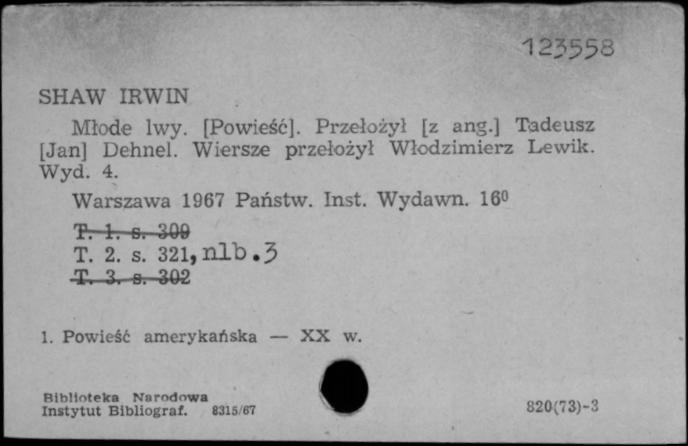 123558
SHAW IRWIN
Młode lwy. [Powieść]. Przełożył [z ang.] Tadeusz
[Jan] Dehnel. Wiersze przełożył Włodzimierz Lewik.
Wyd. 4.
Warszawa 1967 Państw. Inst. Wydawn. 16⁰
T. 1. s. 309
T. 2. s. 321, nlb. 3
T. 3. s. 302
1. Powieść amerykańska — XX w.
Biblioteka Narodowa
Instytut Bibliograf. 8315/67
820(73)-3